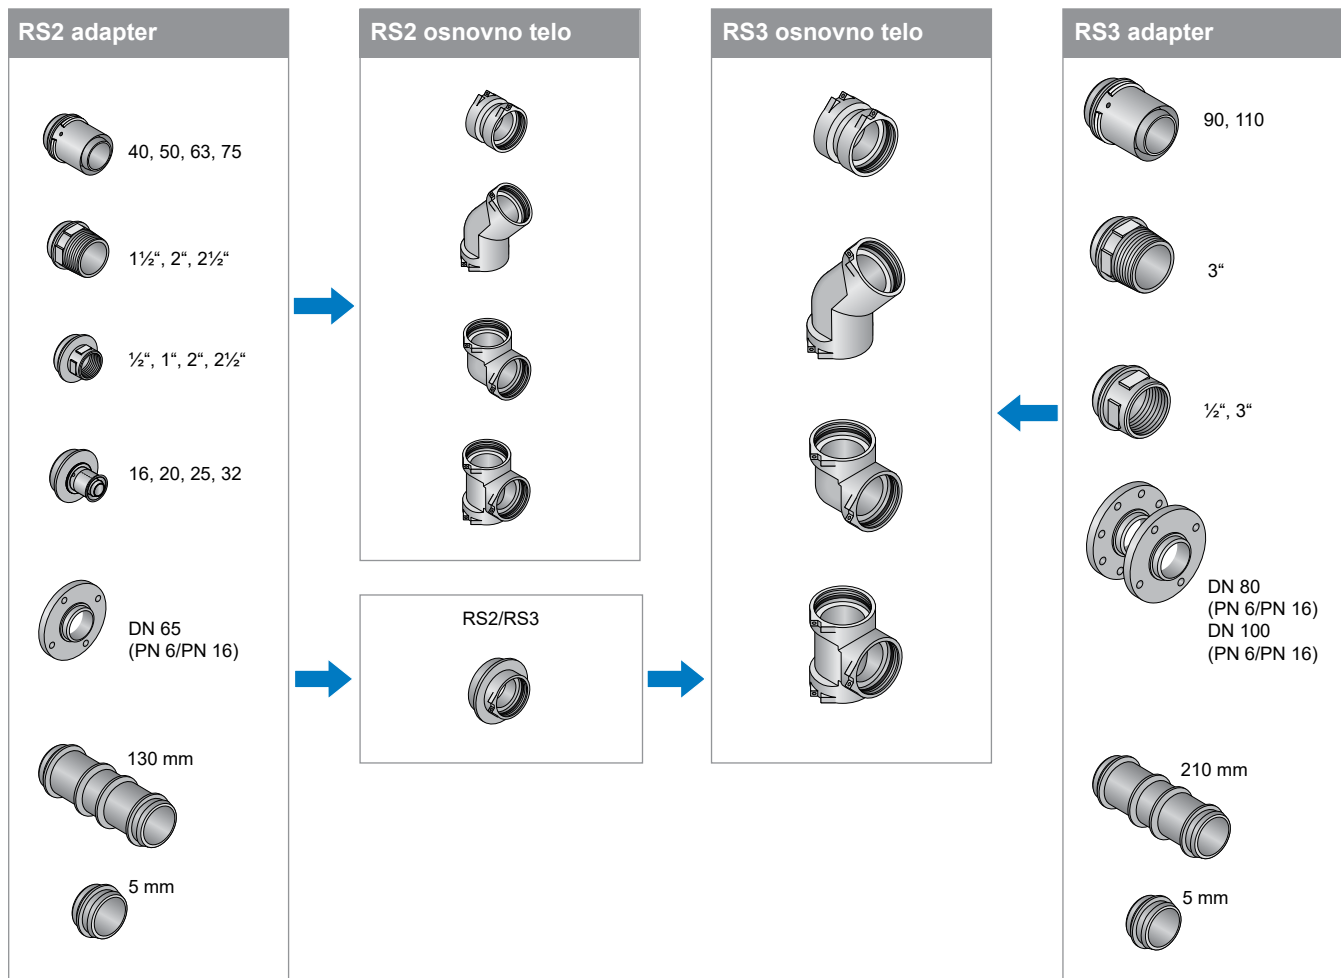 RS2 adapter
40, 50, 63, 75
1½“, 2“, 2½“
½“, 1“, 2“, 2½“
16, 20, 25, 32
DN 65
(PN 6/PN 16)
130 mm
5 mm
RS2 osnovno telo
RS2/RS3
RS3 osnovno telo
RS3 adapter
90, 110
3“
½“, 3“
DN 80
(PN 6/PN 16)
DN 100
(PN 6/PN 16)
210 mm
5 mm